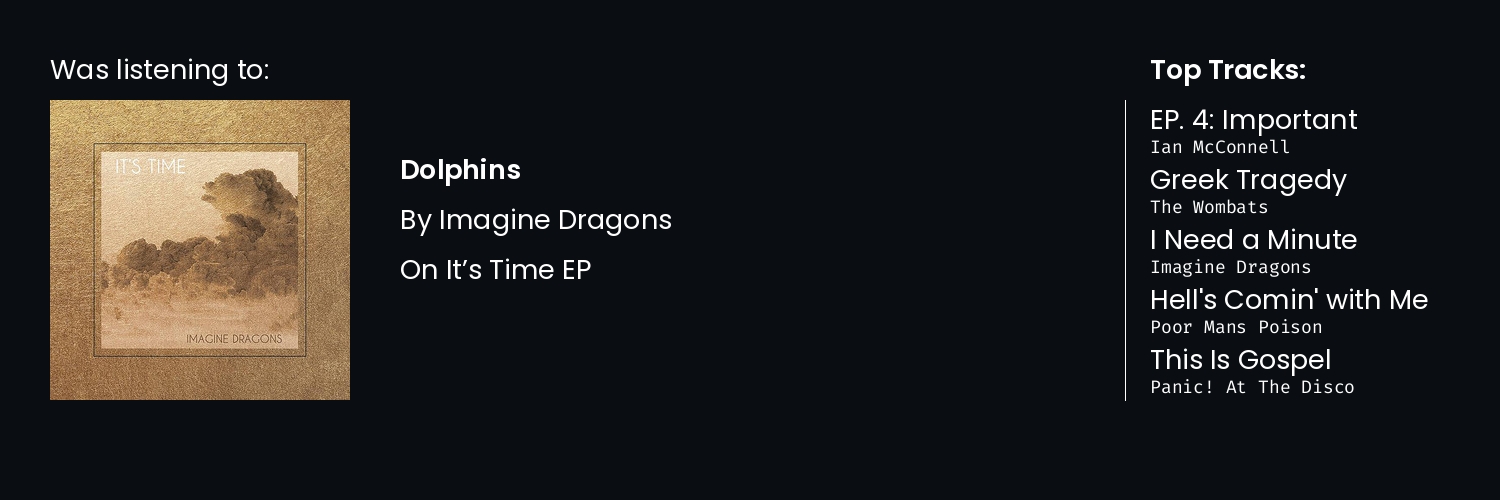 Was listening to:
IT'S TIME
IMAGINE DRAGONS
Dolphins
By Imagine Dragons
On It’s Time EP
Top Tracks:
EP. 4: Important
Ian McConnell
Greek Tragedy
The Wombats
I Need a Minute
Imagine Dragons
Hell's Comin' with Me
Poor Mans Poison
This Is Gospel
Panic! At The Disco